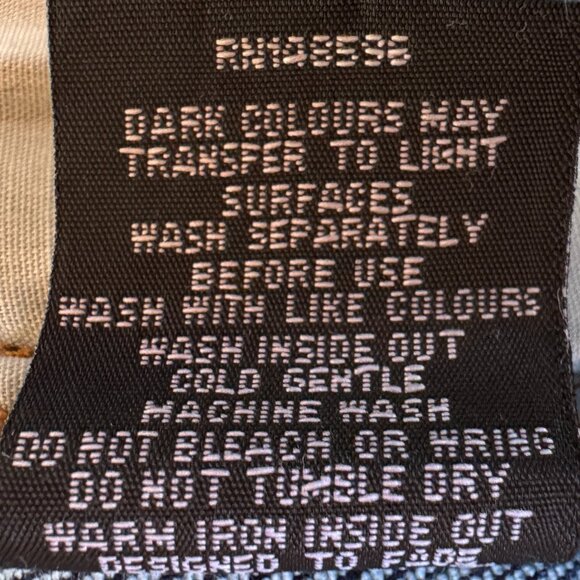 RN148536
DARK COLOURS MAY
TRANSFER TO LIGHT
SURFACES
WASH SEPARATELY
BEFORE USE
WASH WITH LIKE COLOURS
WASH INSIDE OUT
COLD GENTLE
MACHINE WASH
DO NOT BLEACH OR WRING
DO NOT TUMBLE DRY
WARM IRON INSIDE OUT
DESIGNED TO FADE